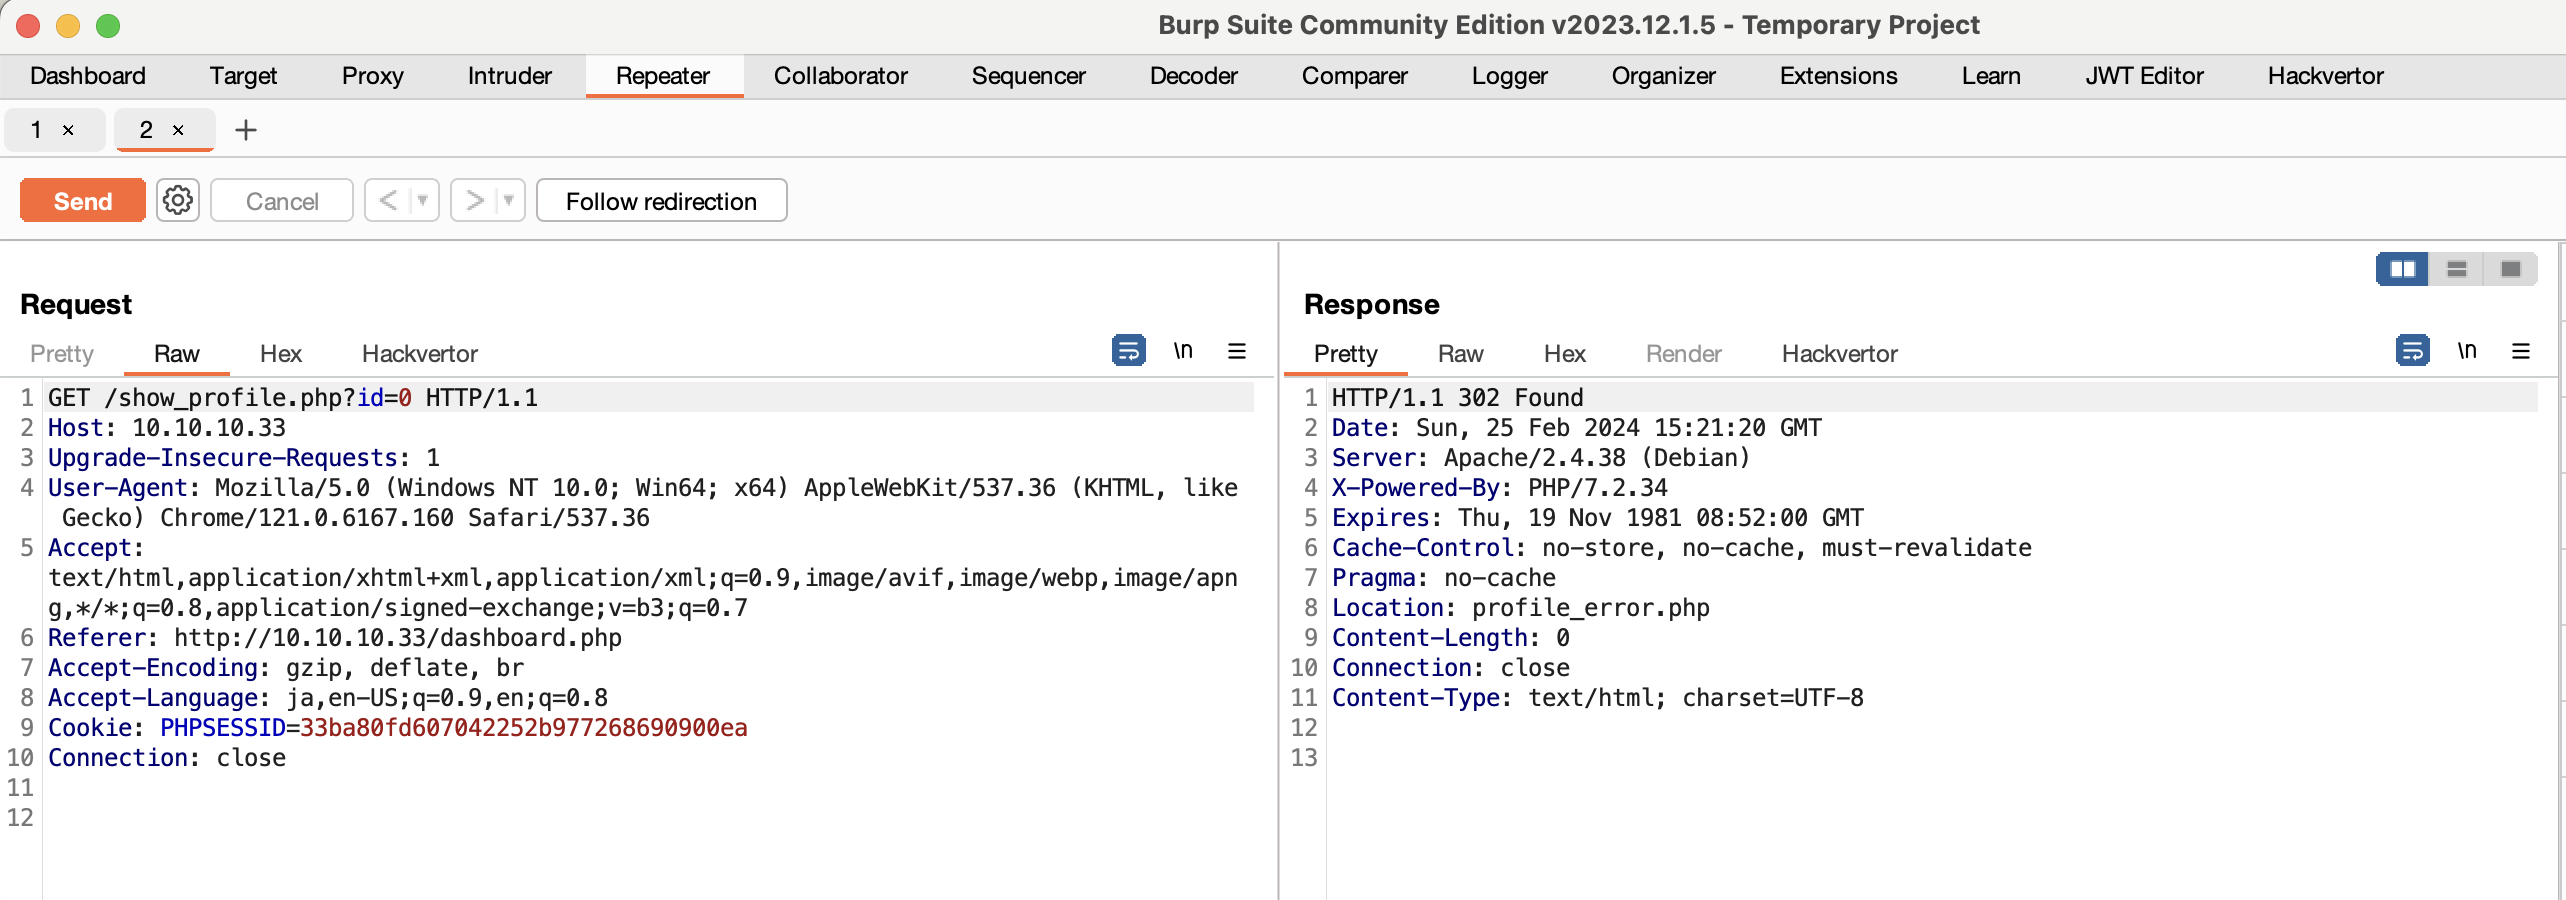 Burp Suite Community Edition v2023.12.1.5 - Temporary Project
Dashboard Target Proxy Intruder Repeater Collaborator Sequencer Decoder Comparer Logger Organizer Extensions Learn JWT Editor Hackvertor
1 × 2 × +
Send Cancel < > Follow redirection
Request
Pretty Raw Hex Hackvertor \n
1 GET /show_profile.php?id=0 HTTP/1.1
2 Host: 10.10.10.33
3 Upgrade-Insecure-Requests: 1
4 User-Agent: Mozilla/5.0 (Windows NT 10.0; Win64; x64) AppleWebKit/537.36 (KHTML, like
Gecko) Chrome/121.0.6167.160 Safari/537.36
5 Accept:
text/html,application/xhtml+xml,application/xml;q=0.9,image/avif,image/webp,image/apn
g,*/*;q=0.8,application/signed-exchange;v=b3;q=0.7
6 Referer: http://10.10.10.33/dashboard.php
7 Accept-Encoding: gzip, deflate, br
8 Accept-Language: ja,en-US;q=0.9,en;q=0.8
9 Cookie: PHPSESSID=33ba80fd607042252b977268690900ea
10 Connection: close
11
12
Response
Pretty Raw Hex Render Hackvertor \n
1 HTTP/1.1 302 Found
2 Date: Sun, 25 Feb 2024 15:21:20 GMT
3 Server: Apache/2.4.38 (Debian)
4 X-Powered-By: PHP/7.2.34
5 Expires: Thu, 19 Nov 1981 08:52:00 GMT
6 Cache-Control: no-store, no-cache, must-revalidate
7 Pragma: no-cache
8 Location: profile_error.php
9 Content-Length: 0
10 Connection: close
11 Content-Type: text/html; charset=UTF-8
12
13